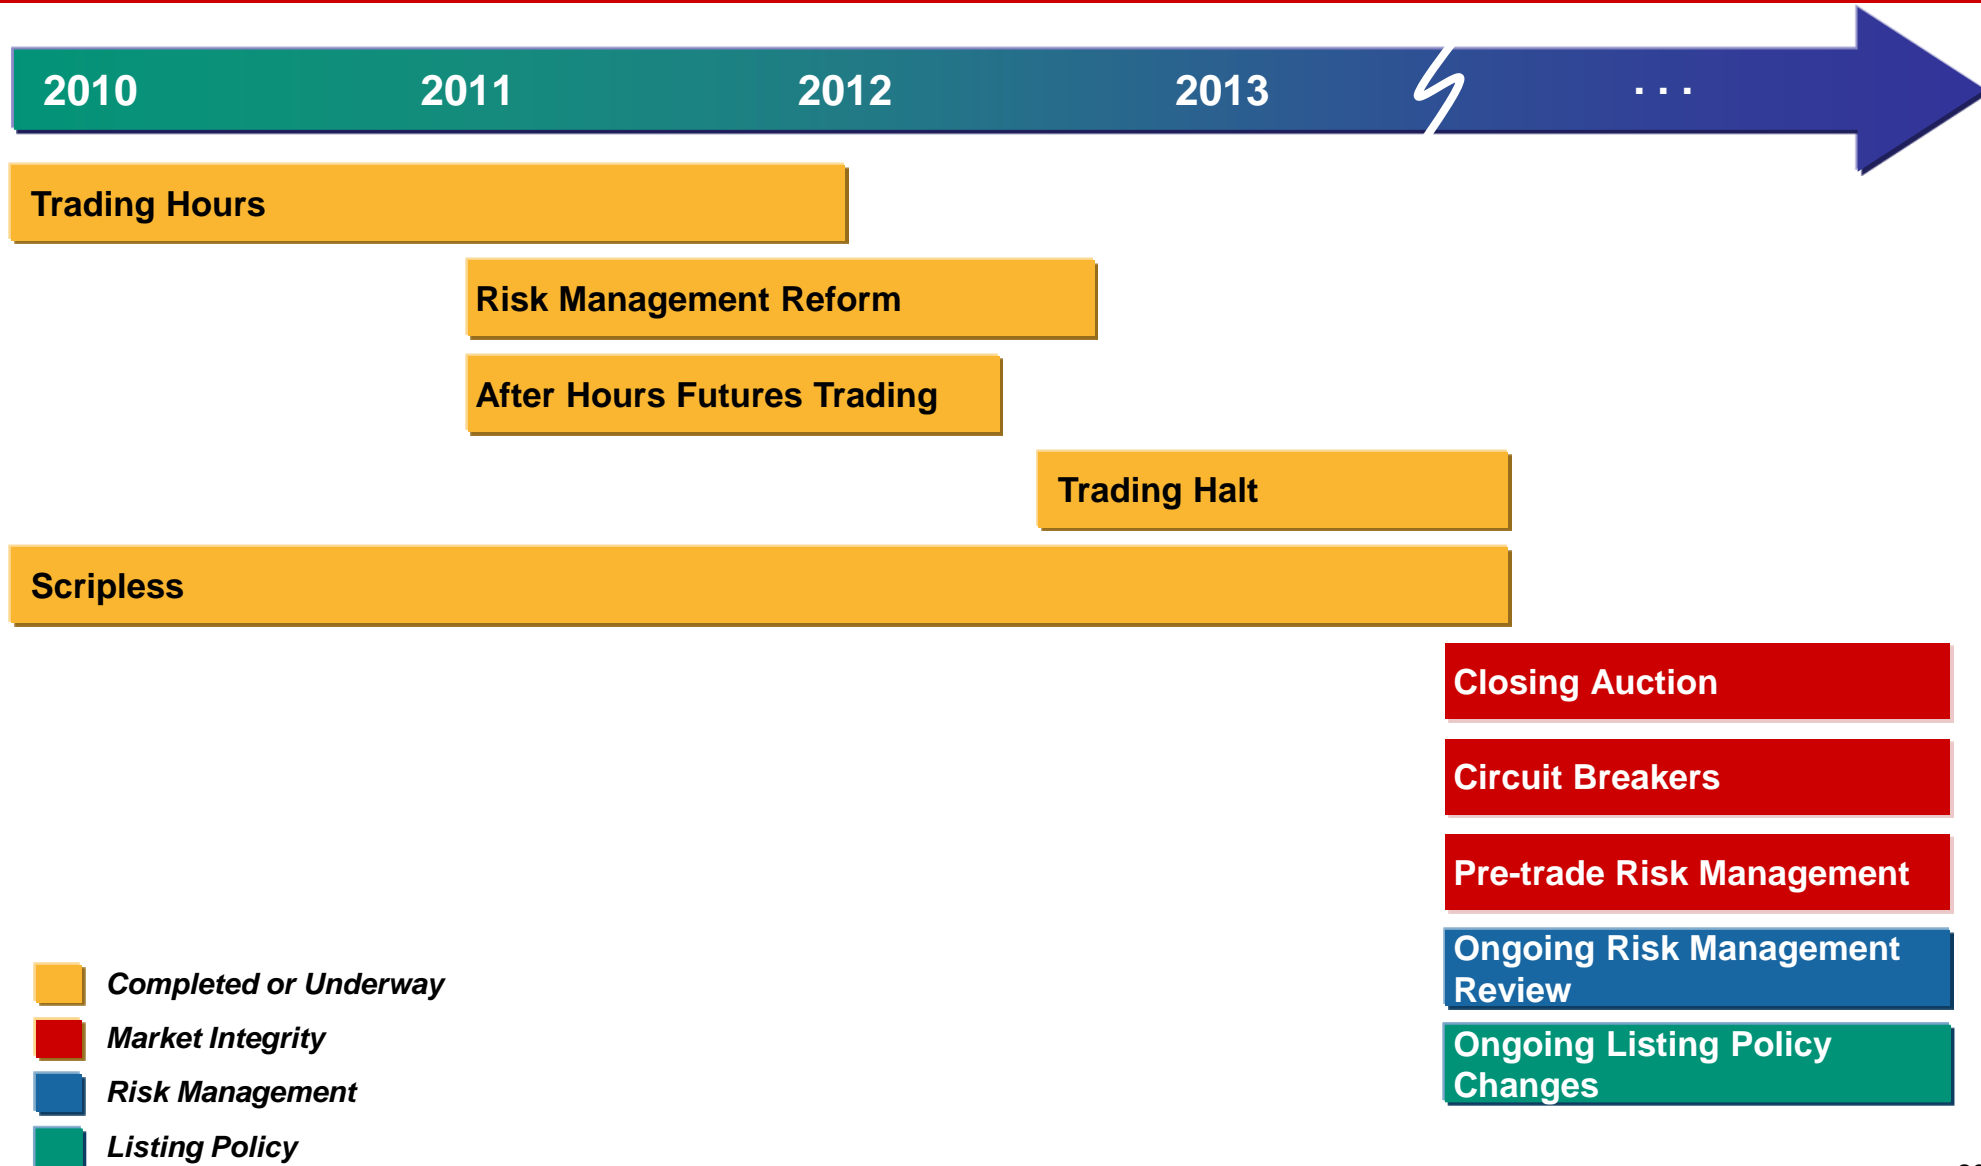 2010 2011 2012 2013 . . .
Trading Hours
Risk Management Reform
After Hours Futures Trading
Trading Halt
Scripless
Closing Auction
Circuit Breakers
Pre-trade Risk Management
Ongoing Risk Management
Review
Ongoing Listing Policy
Changes
Completed or Underway
Market Integrity
Risk Management
Listing Policy